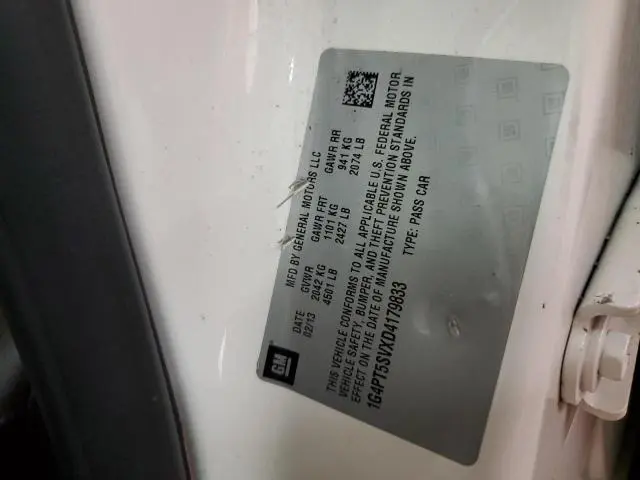 GM
MFD BY GENERAL MOTORS LLC
DATE GVWR GAWR FRT GAWR RR
02/13 2042 KG 1101 KG 941 KG
4501 LB 2427 LB 2074 LB
THIS VEHICLE CONFORMS TO ALL APPLICABLE U.S. FEDERAL MOTOR
VEHICLE SAFETY, BUMPER, AND THEFT PREVENTION STANDARDS IN
EFFECT ON THE DATE OF MANUFACTURE SHOWN ABOVE.
1G4PT5SVXD4179833 TYPE: PASS CAR